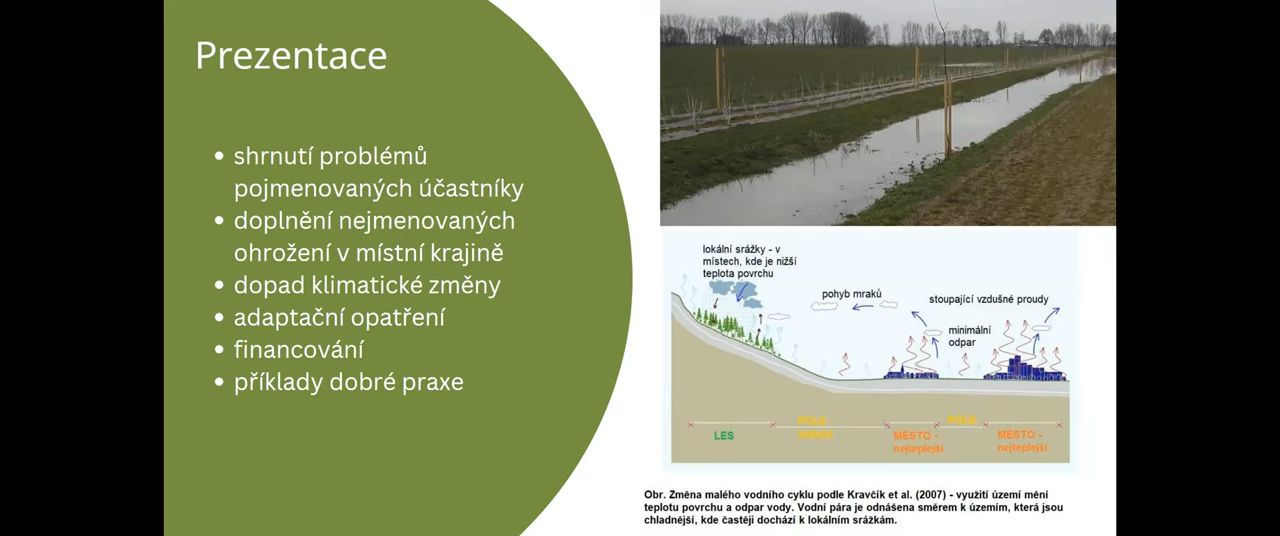 Prezentace
• shrnutí problémů
pojmenovaných účastníky
• doplnění nejmenovaných
ohrožení v místní krajině
• dopad klimatické změny
• adaptační opatření
• financování
• příklady dobré praxe
lokální srážky - v
místech, kde je nižší
teplota povrchu
pohyb mraků
stoupající vzdušné proudy
minimální
odpar
LES
POLE
MĚSTO -
nejteplejší
POLE
MĚSTO -
nejteplejší
Obr. Změna malého vodního cyklu podle Kravčík et al. (2007) - využití území mění
teplotu povrchu a odpar vody. Vodní pára je odnášena směrem k územím, která jsou
chladnější, kde častěji dochází k lokálním srážkám.